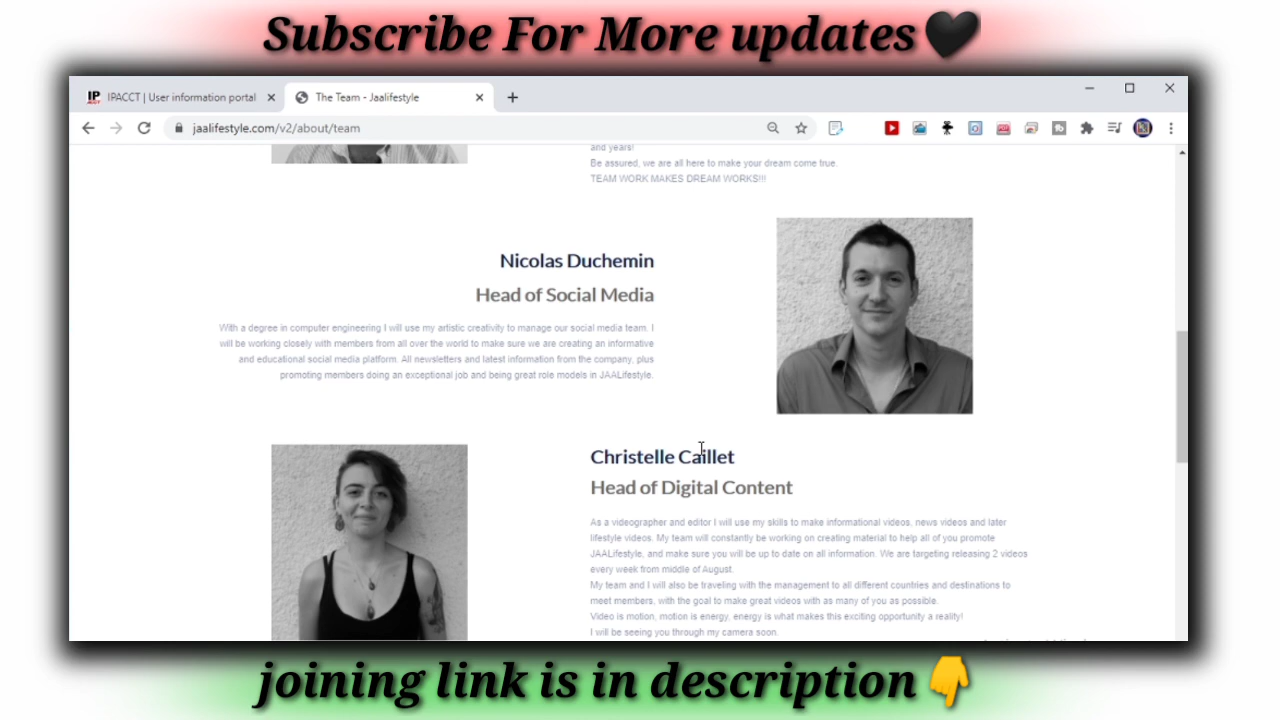 Subscribe For More updates🖤
IPACCT | User information portal
The Team - Jaalifestyle
jaalifestyle.com/v2/about/team
and years!
Be assured, we are all here to make your dream come true.
TEAM WORK MAKES DREAM WORKS!!!
Nicolas Duchemin
Head of Social Media
With a degree in computer engineering I will use my artistic creativity to manage our social media team. I
will be working closely with members from all over the world to make sure we are creating an informative
and educational social media platform. All newsletters and latest information from the company, plus
promoting members doing an exceptional job and being great role models in JAALifestyle.
Christelle Caillet
Head of Digital Content
As a videographer and editor I will use my skills to make informational videos, news videos and later
lifestyle videos. My team will constantly be working on creating material to help all of you promote
JAALifestyle, and make sure you will be up to date on all information. We are targeting releasing 2 videos
every week from middle of August.
My team and I will also be traveling with the management to all different countries and destinations to
meet members, with the goal to make great videos with as many of you as possible.
Video is motion, motion is energy, energy is what makes this exciting opportunity a reality!
I will be seeing you through my camera soon.
joining link is in description👇